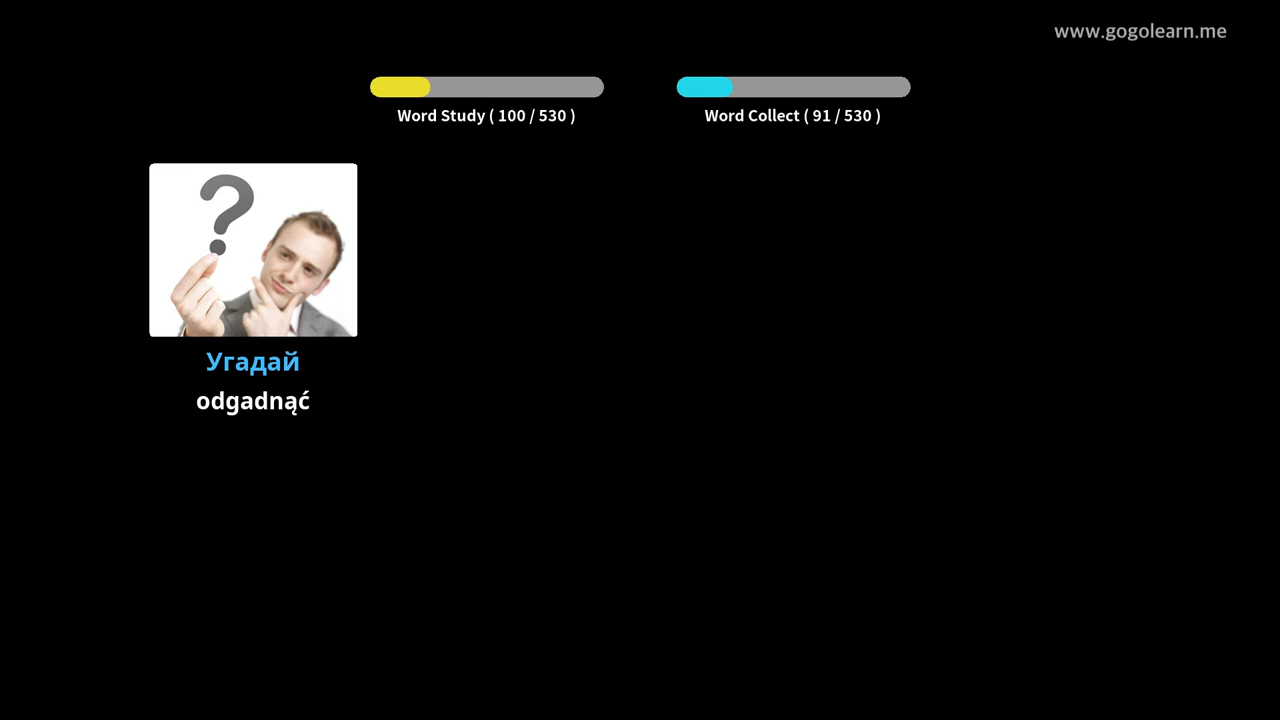 www.gogolearn.me
Word Study ( 100 / 530 )
Word Collect ( 91 / 530 )
?
Угадай
odgadnąć